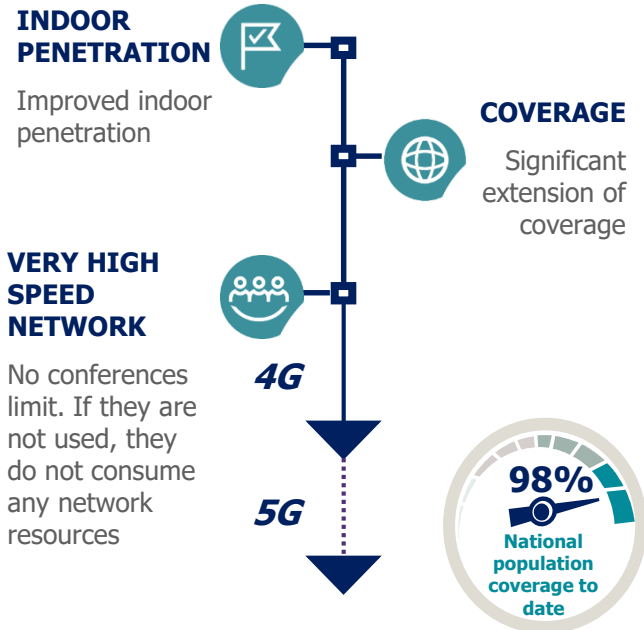 INDOOR
PENETRATION
Improved indoor
penetration
COVERAGE
Significant
extension of
coverage
VERY HIGH
SPEED
NETWORK
No conferences
limit. If they are
not used, they
do not consume
any network
resources
4G
5G
98%
National
population
coverage to
date